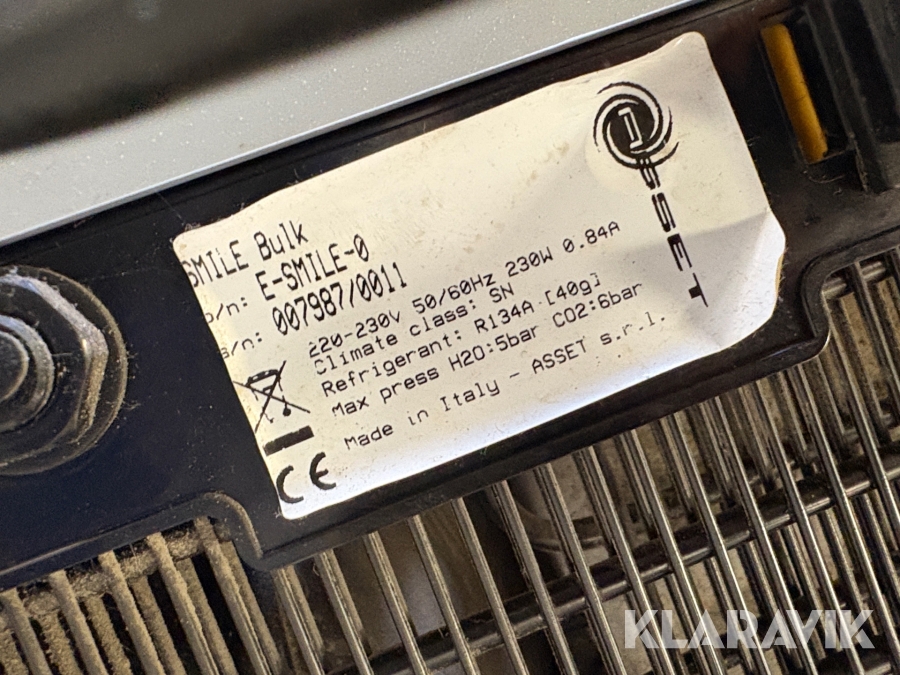 SMILE Bulk
p/n: E-SMILE-0
s/n: 007987/0011
220-230v 50/60Hz 230W 0.84A
Climate class: SN
Refrigerant: R134A [40g]
Max press H2O:5bar CO2:6bar
Made in Italy - ASSET s.r.l.
CE
ASSET
KLARAVIK